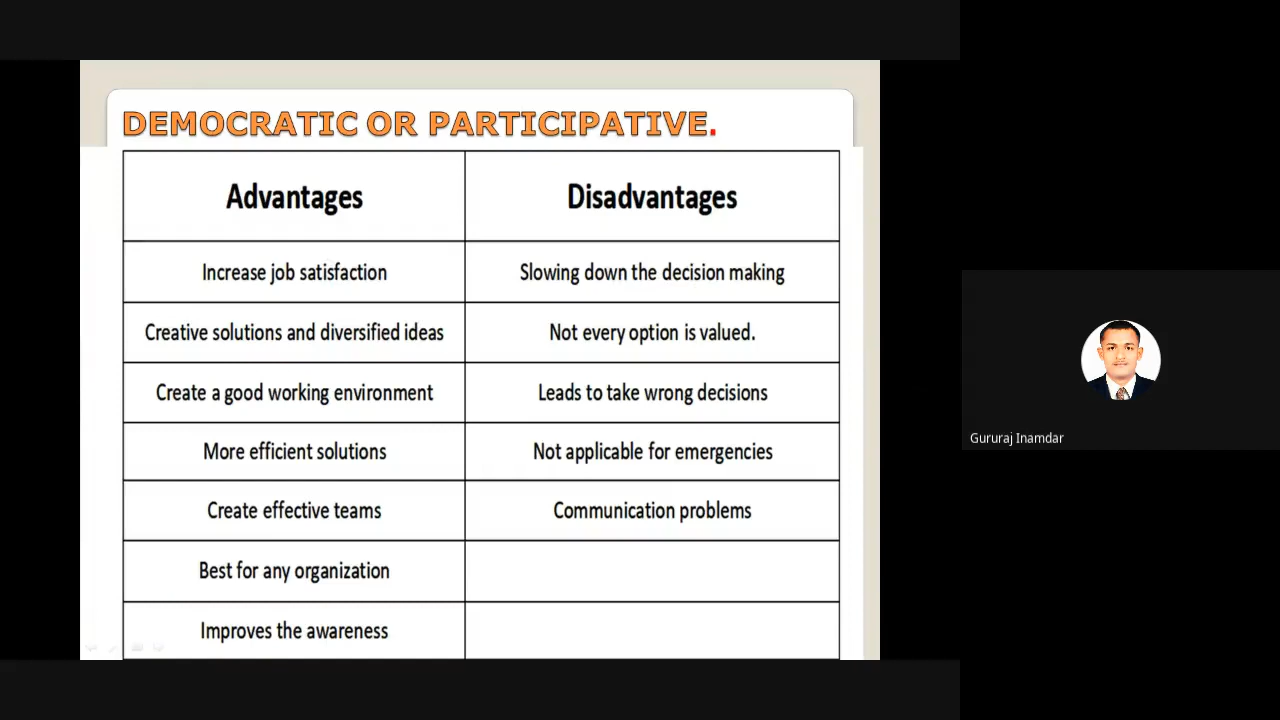 DEMOCRATIC OR PARTICIPATIVE.
Advantages Disadvantages
Increase job satisfaction Slowing down the decision making
Creative solutions and diversified ideas Not every option is valued.
Create a good working environment Leads to take wrong decisions
More efficient solutions Not applicable for emergencies
Create effective teams Communication problems
Best for any organization
Improves the awareness
Gururaj Inamdar